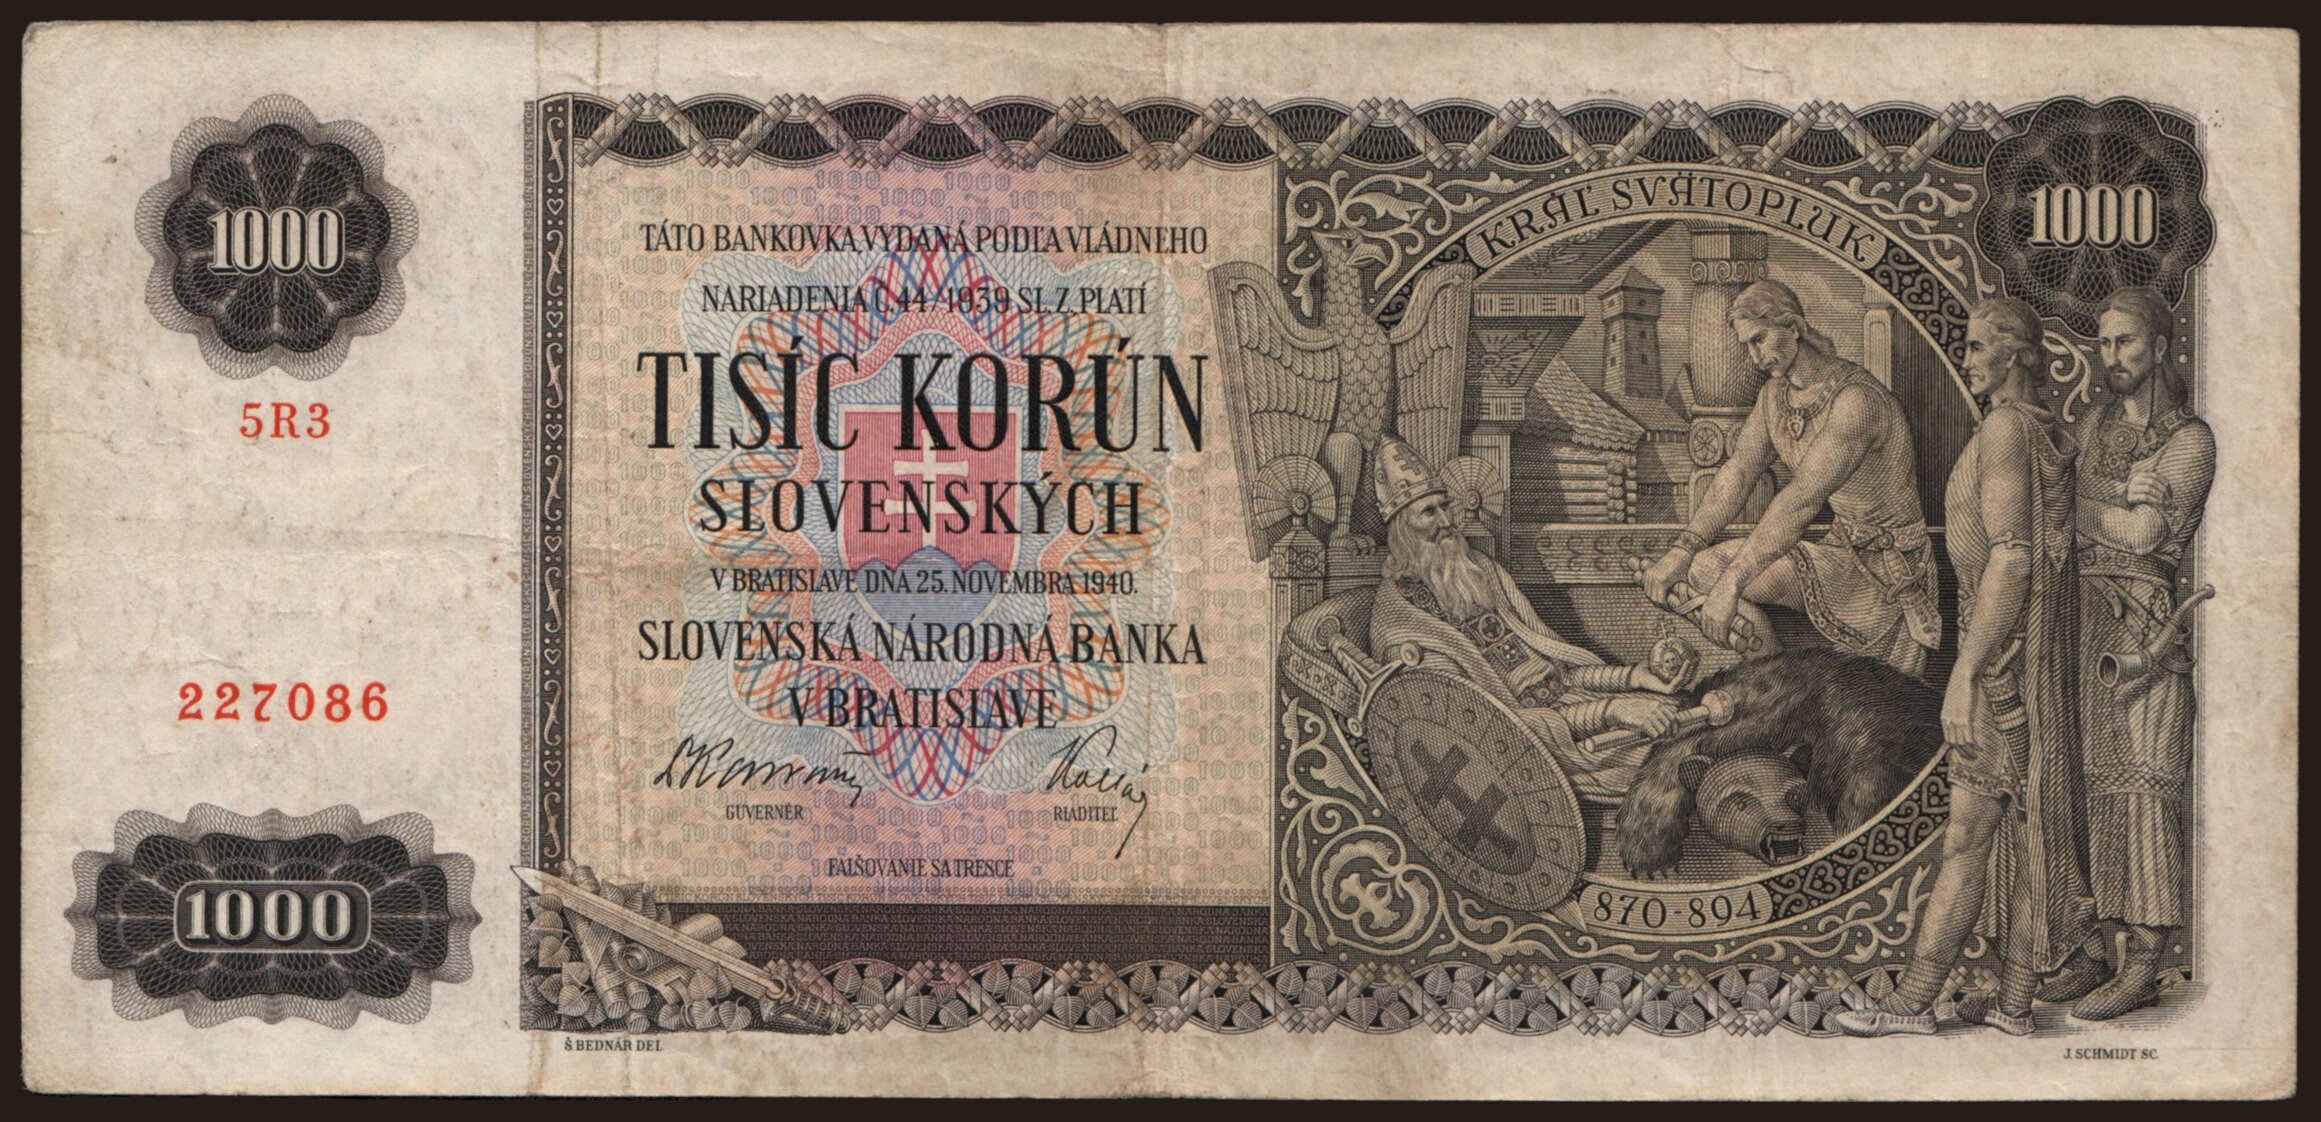 1000
5R3
227086
1000
TÁTO BANKOVKA, VYDANÁ PODĽA VLÁDNEHO
NARIADENIA Č. 44/1939 SL. Z. PLATÍ
TISÍC KORÚN
SLOVENSKÝCH
V BRATISLAVE DŇA 25. NOVEMBRA 1940.
SLOVENSKÁ NÁRODNÁ BANKA
V BRATISLAVE
GUVERNÉR
RIADITEĽ
FALŠOVANIE SA TRESCE
KRÁĽ SVÄTOPLUK
1000
870-894
Š. BEDNÁR DEL.
J. SCHMIDT SC.